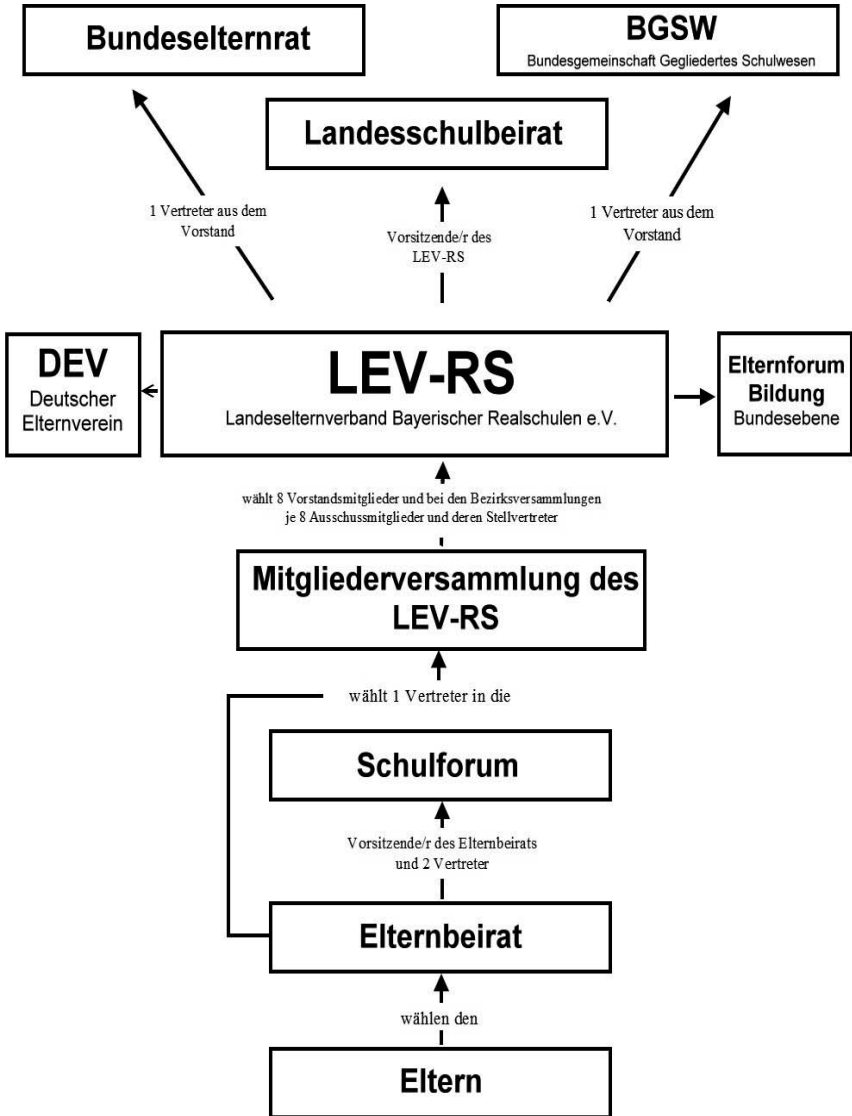 Bundeselternrat
BGSW
Bundesgemeinschaft Gegliedertes Schulwesen
Landesschulbeirat
1 Vertreter aus dem
Vorstand
Vorsitzende/r des
LEV-RS
1 Vertreter aus dem
Vorstand
DEV
Deutscher
Elternverein
LEV-RS
Landeselternverband Bayerischer Realschulen e.V.
Elternforum
Bildung
Bundesebene
wählt 8 Vorstandsmitglieder und bei den Bezirksversammlungen
je 8 Ausschussmitglieder und deren Stellvertreter
Mitgliederversammlung des
LEV-RS
wählt 1 Vertreter in die
Schulforum
Vorsitzende/r des Elternbeirats
und 2 Vertreter
Elternbeirat
wählen den
Eltern